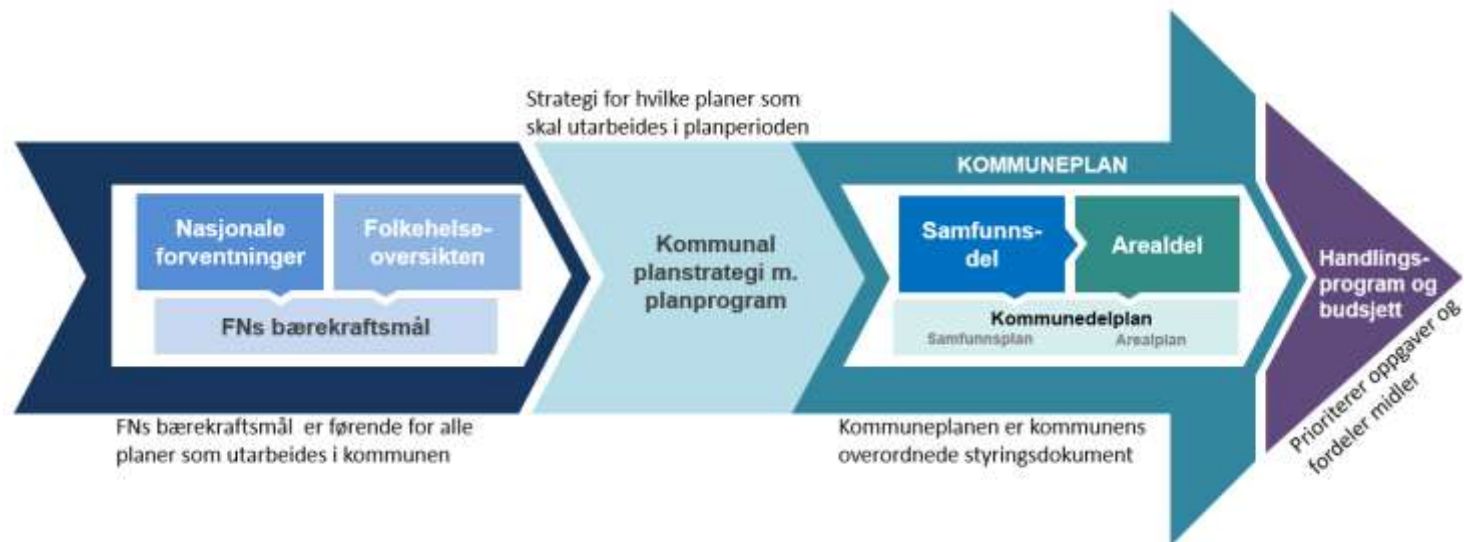 Strategi for hvilke planer som
skal utarbeides i planperioden
Nasjonale
forventninger
Folkehelse-
oversikten
FNs bærekraftsmål
FNs bærekraftsmål er førende for alle
planer som utarbeides i kommunen
Kommunal
planstrategi m.
planprogram
KOMMUNEPLAN
Samfunns-
del
Arealdel
Kommunedelplan
Samfunnsplan
Arealplan
Kommuneplanen er kommunens
overordnede styringsdokument
Handlings-
program og
budsjett
Prioriterer oppgaver og
fordeler midler